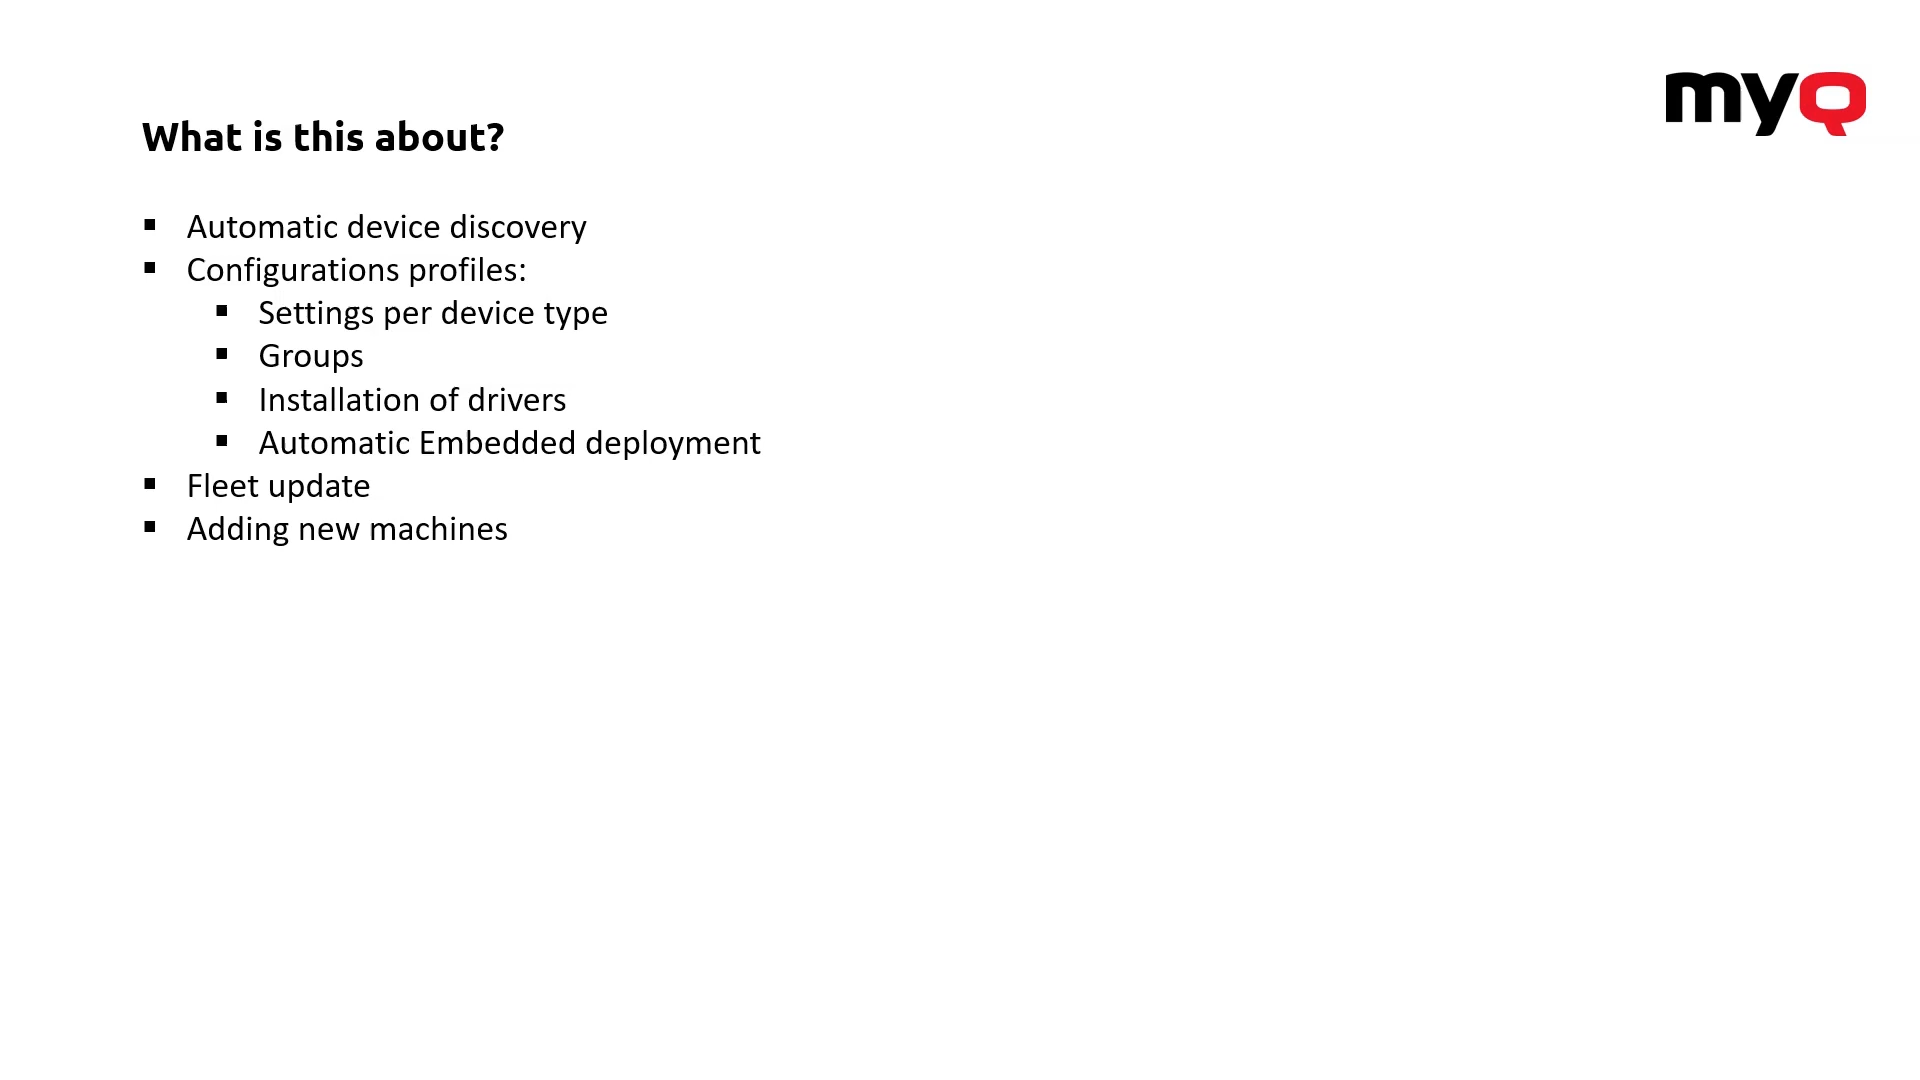 myQ
What is this about?
▪ Automatic device discovery
▪ Configurations profiles:
▪ Settings per device type
▪ Groups
▪ Installation of drivers
▪ Automatic Embedded deployment
▪ Fleet update
▪ Adding new machines